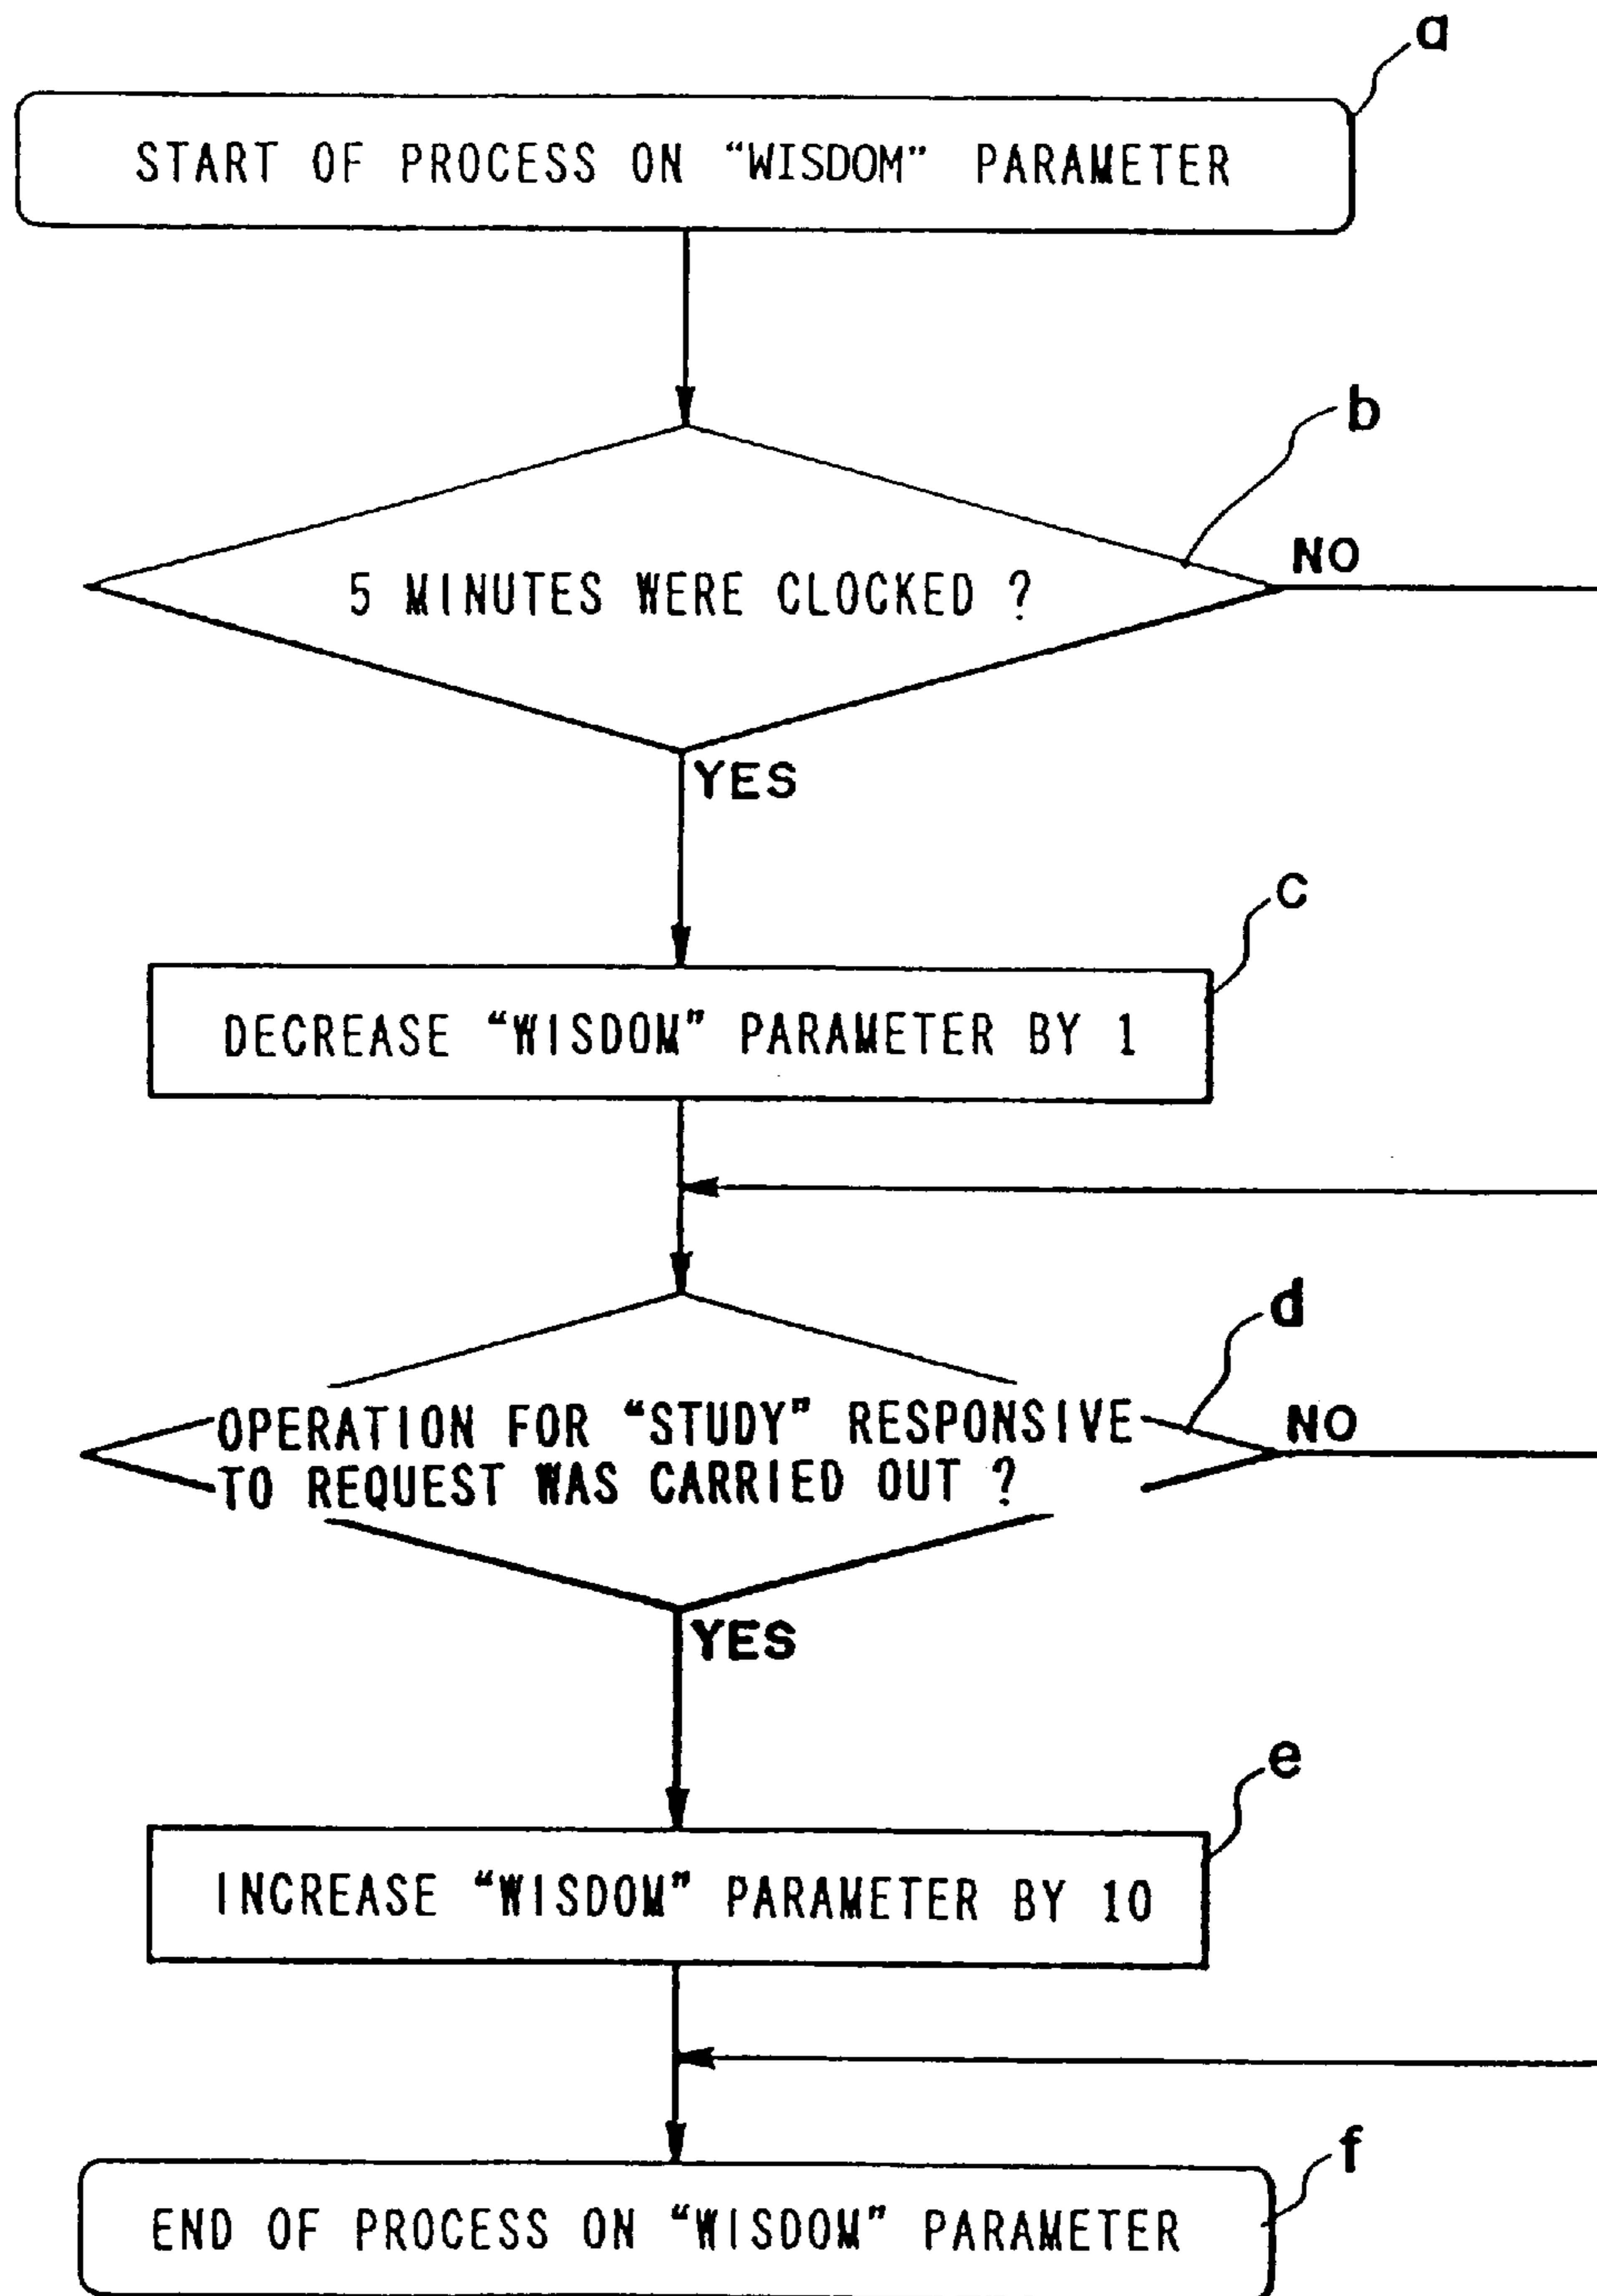 a
START OF PROCESS ON “WISDOM” PARAMETER
b
NO
5 MINUTES WERE CLOCKED ?
YES
c
DECREASE “WISDOM” PARAMETER BY 1
d
NO
OPERATION FOR “STUDY” RESPONSIVE
TO REQUEST WAS CARRIED OUT ?
YES
e
INCREASE “WISDOM” PARAMETER BY 10
f
END OF PROCESS ON “WISDOM” PARAMETER